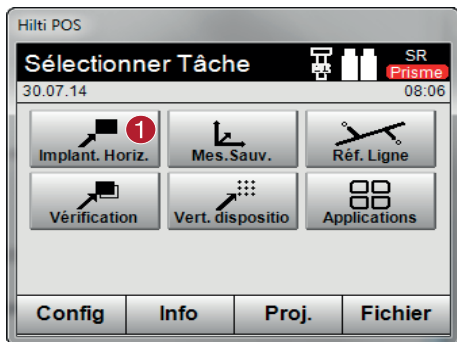 Hilti POS
Sélectionner Tâche SR
Prisme
30.07.14 08:06
1
Implant. Horiz. Mes.Sauv. Réf. Ligne
Vérification Vert. dispositio Applications
Config Info Proj. Fichier